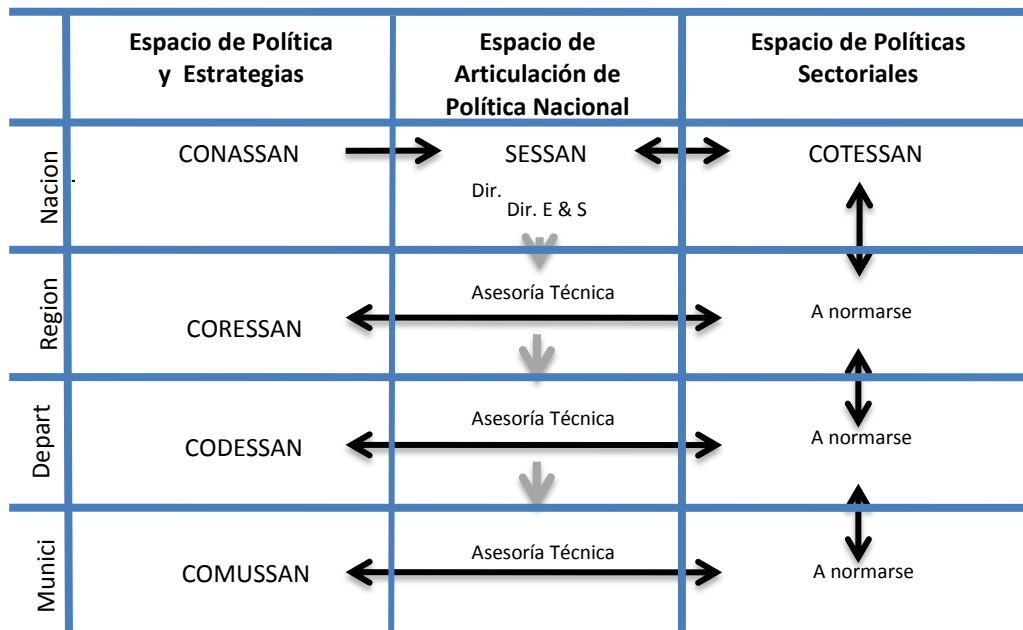 Espacio de Política
y Estrategias
Espacio de
Articulación de
Política Nacional
Espacio de Políticas
Sectoriales
Nacion
CONASSAN
SESSAN
COTESSAN
Dir.
Dir. E & S
Region
CORESSAN
Asesoría Técnica
A normarse
Depart
CODESSAN
Asesoría Técnica
A normarse
Munici
COMUSSAN
Asesoría Técnica
A normarse